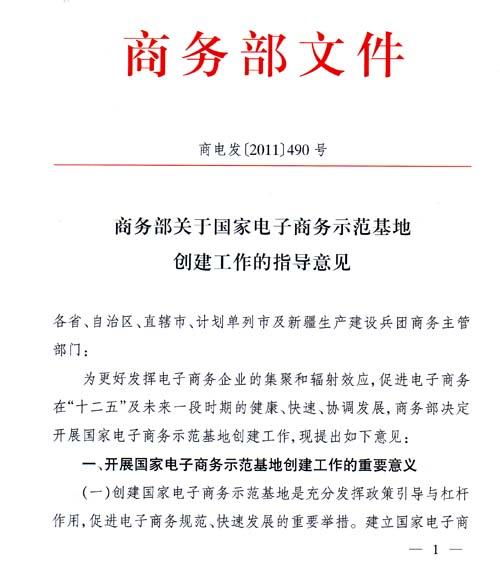 商务部文件
商电发〔2011〕490 号
商务部关于国家电子商务示范基地
创建工作的指导意见
各省、自治区、直辖市、计划单列市及新疆生产建设兵团商务主管
部门：
为更好发挥电子商务企业的集聚和辐射效应,促进电子商务
在“十二五”及未来一段时期的健康、快速、协调发展,商务部决定
开展国家电子商务示范基地创建工作,现提出如下意见：
一、开展国家电子商务示范基地创建工作的重要意义
(一)创建国家电子商务示范基地是充分发挥政策引导与杠杆
作用,促进电子商务规范、快速发展的重要举措。建立国家电子商
— 1 —